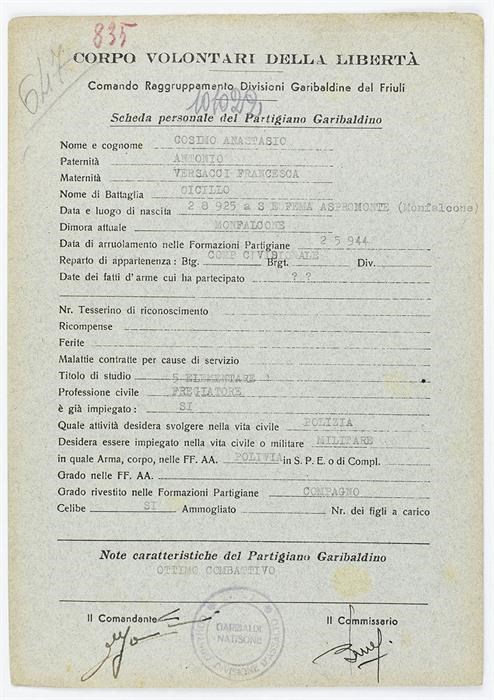 835
647
CORPO VOLONTARI DELLA LIBERTÀ
Comando Raggruppamento Divisioni Garibaldine del Friuli
Scheda personale del Partigiano Garibaldino
Nome e cognome COSIMO ANASTASIO
Paternità ANTONIO
Maternità VERSACCI FRANCESCA
Nome di Battaglia CICILLO
Data e luogo di nascita 28 925 a S E FEMA ASPROMONTE (Monfalcone)
Dimora attuale MONFALCONE
Data di arruolamento nelle Formazioni Partigiane 2 5 944
Reparto di appartenenza : Btg. COMP CIVISIONALE Brgt. Div.
Date dei fatti d'arme cui ha partecipato ? ?
Nr. Tesserino di riconoscimento
Ricompense
Ferite
Malattie contratte per cause di servizio
Titolo di studio 5 ELEMENTARE
Professione civile FREGIATORE
è già impiegato : SI
Quale attività desidera svolgere nella vita civile POLIZIA
Desidera essere impiegato nella vita civile o militare MILITARE
in quale Arma, corpo, nelle FF. AA. POLIWIA in S. P. E. o di Compl.
Grado nelle FF. AA.
Grado rivestito nelle Formazioni Partigiane COMPAGNO
Celibe SI Ammogliato Nr. dei figli a carico
Note caratteristiche del Partigiano Garibaldino
OTTIMO COMBATTIVO
Il Comandante
Il Commissario
GARIBALDI
NATISONE